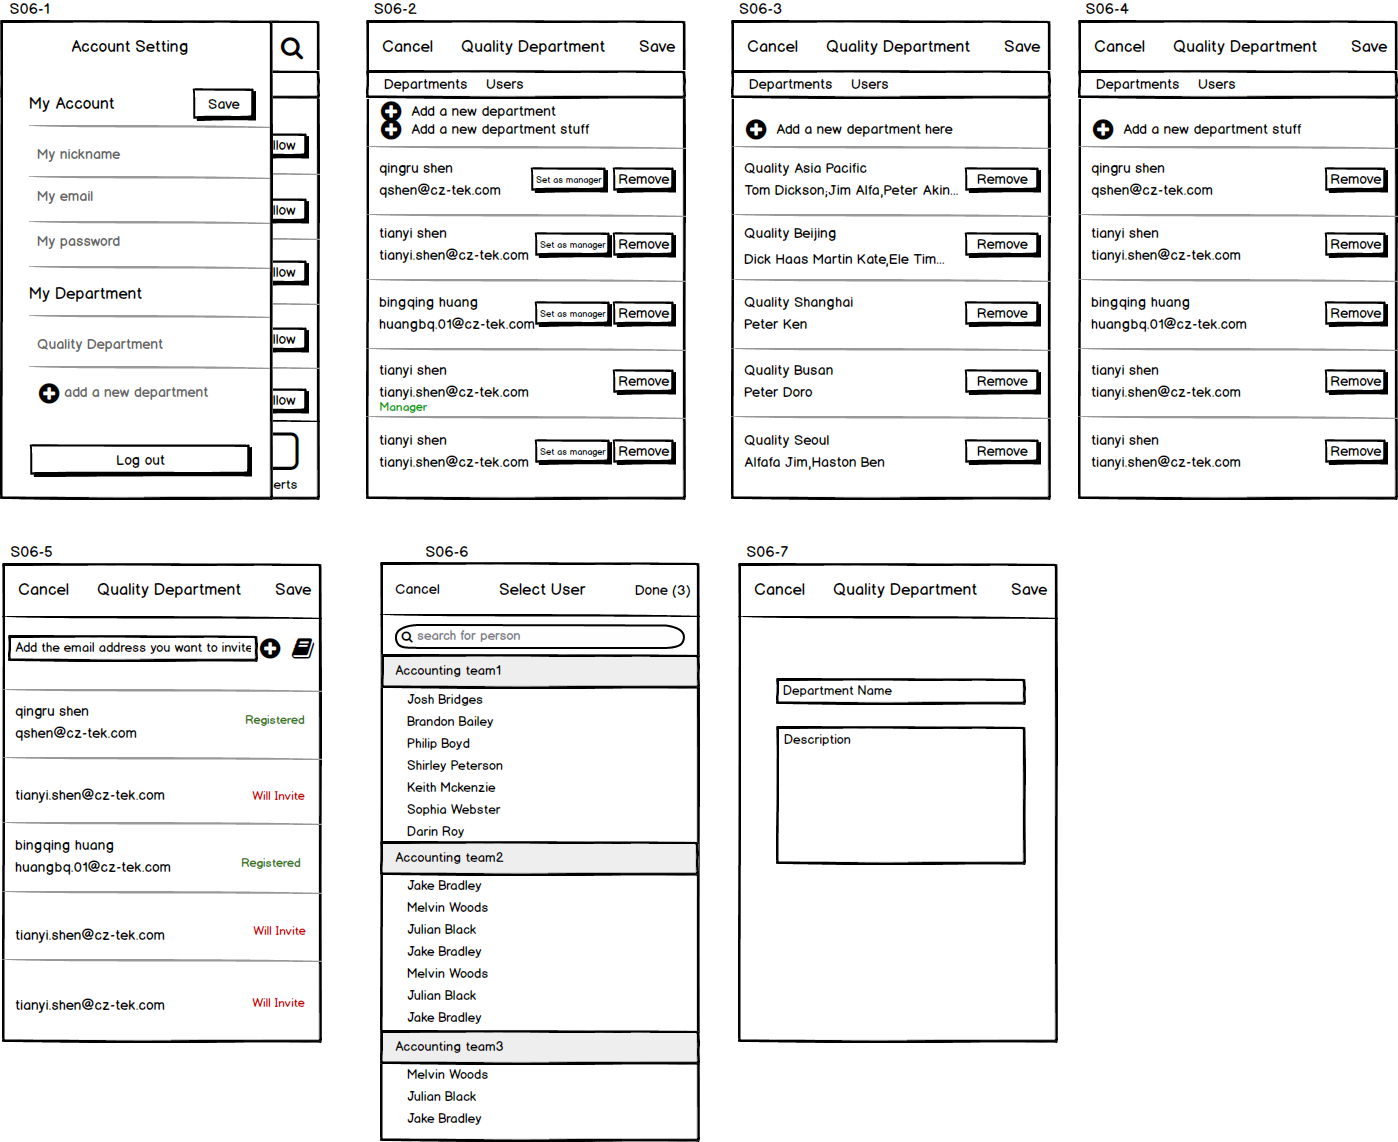 S06-1
Account Setting
My Account
Save
My nickname
My email
My password
My Department
Quality Department
add a new department
Log out
llow
llow
llow
llow
llow
erts
S06-2
Cancel Quality Department Save
Departments Users
Add a new department
Add a new department stuff
qingru shen
qshen@cz-tek.com
Set as manager Remove
tianyi shen
tianyi.shen@cz-tek.com
Set as manager Remove
bingqing huang
huangbq.01@cz-tek.com
Set as manager Remove
tianyi shen
tianyi.shen@cz-tek.com
Manager
Remove
tianyi shen
tianyi.shen@cz-tek.com
Set as manager Remove
S06-3
Cancel Quality Department Save
Departments Users
Add a new department here
Quality Asia Pacific
Tom Dickson;Jim Alfa,Peter Akin...
Remove
Quality Beijing
Dick Haas Martin Kate,Ele Tim...
Remove
Quality Shanghai
Peter Ken
Remove
Quality Busan
Peter Doro
Remove
Quality Seoul
Alfafa Jim,Haston Ben
Remove
S06-4
Cancel Quality Department Save
Departments Users
Add a new department stuff
qingru shen
qshen@cz-tek.com
Remove
tianyi shen
tianyi.shen@cz-tek.com
Remove
bingqing huang
huangbq.01@cz-tek.com
Remove
tianyi shen
tianyi.shen@cz-tek.com
Remove
tianyi shen
tianyi.shen@cz-tek.com
Remove
S06-5
Cancel Quality Department Save
Add the email address you want to invite
qingru shen
qshen@cz-tek.com
Registered
tianyi.shen@cz-tek.com
Will Invite
bingqing huang
huangbq.01@cz-tek.com
Registered
tianyi.shen@cz-tek.com
Will Invite
tianyi.shen@cz-tek.com
Will Invite
S06-6
Cancel Select User Done (3)
search for person
Accounting team1
Josh Bridges
Brandon Bailey
Philip Boyd
Shirley Peterson
Keith Mckenzie
Sophia Webster
Darin Roy
Accounting team2
Jake Bradley
Melvin Woods
Julian Black
Jake Bradley
Melvin Woods
Julian Black
Jake Bradley
Accounting team3
Melvin Woods
Julian Black
Jake Bradley
S06-7
Cancel Quality Department Save
Department Name
Description